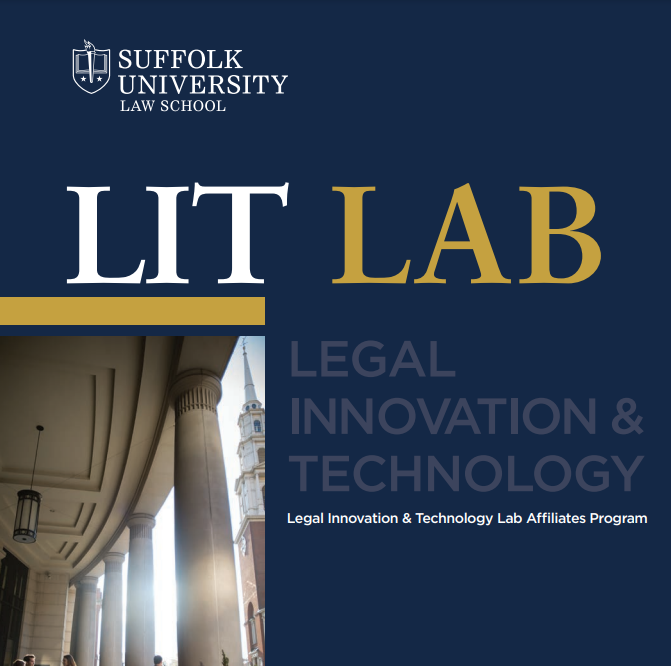 SUFFOLK
UNIVERSITY
LAW SCHOOL
LIT LAB
LEGAL
INNOVATION &
TECHNOLOGY
Legal Innovation & Technology Lab Affiliates Program